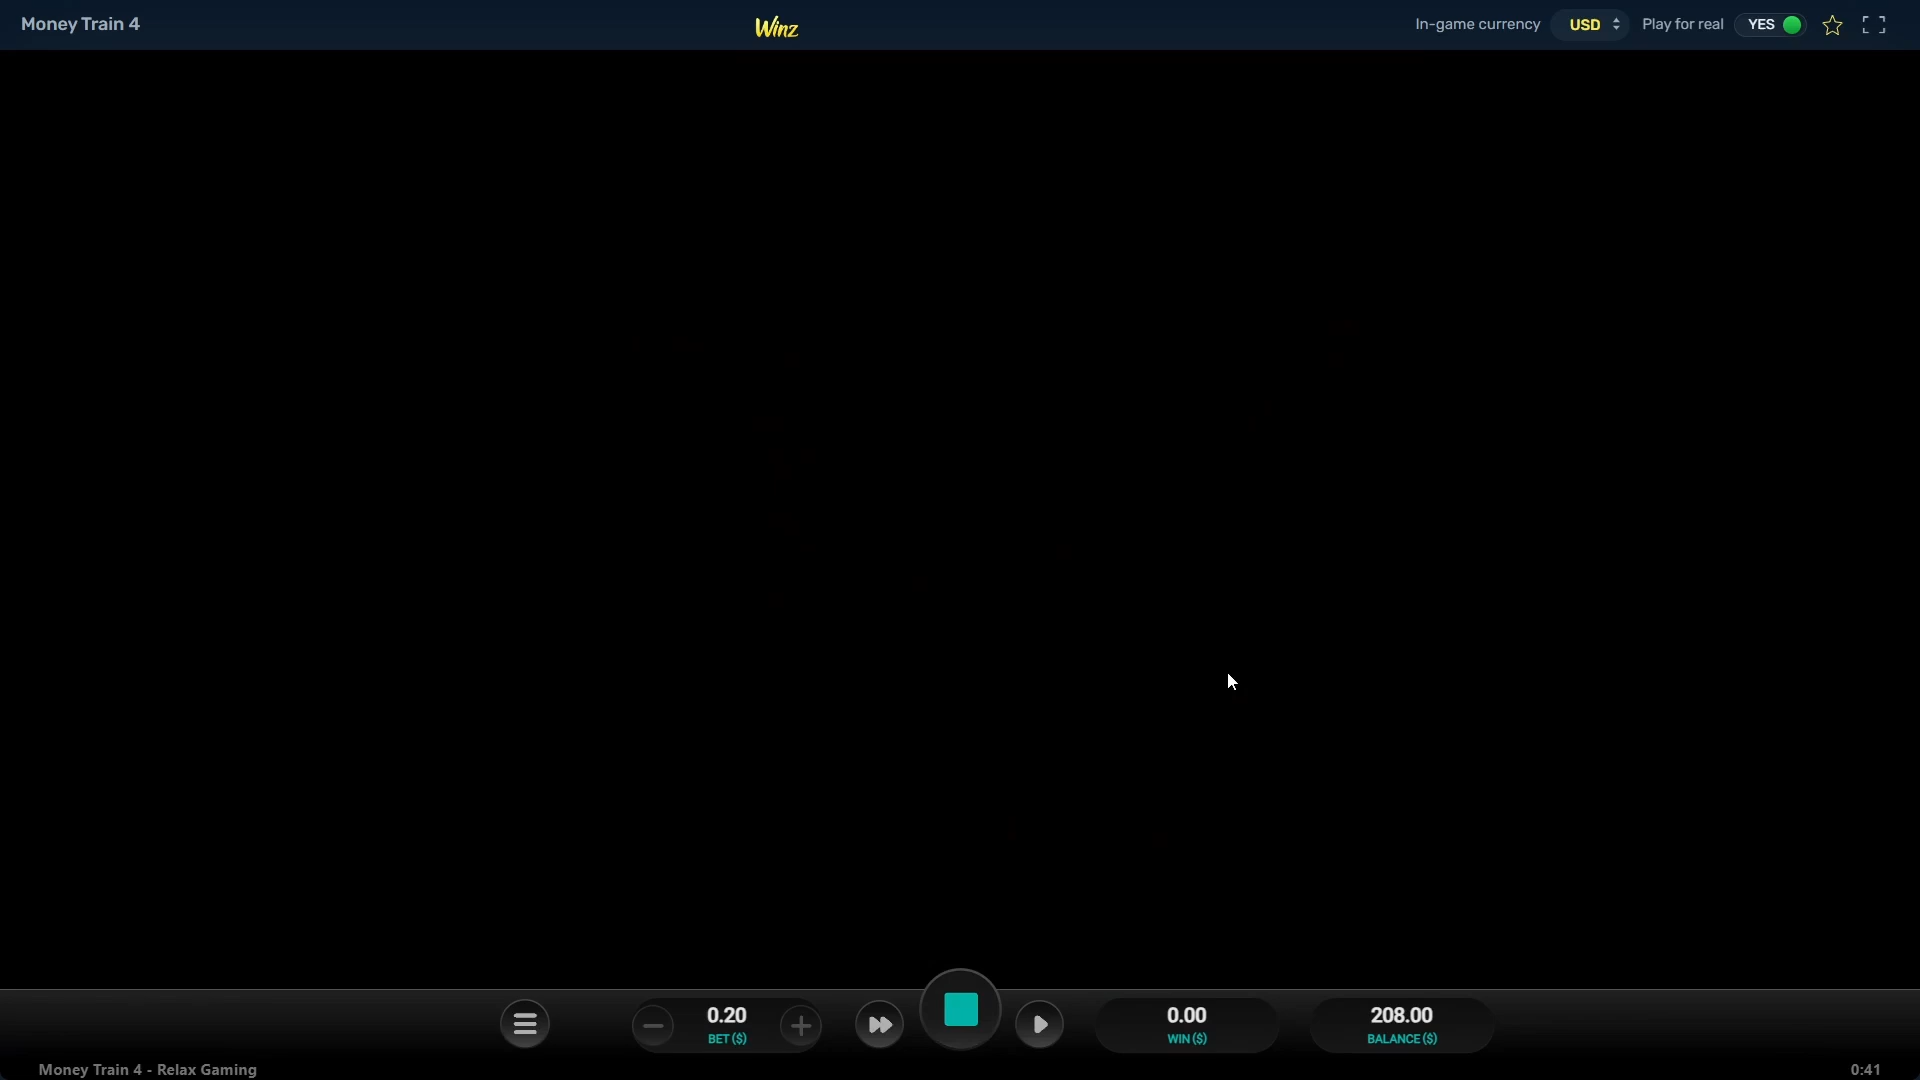 Money Train 4
Winz
In-game currency USD Play for real YES
0.20
BET ($)
0.00
WIN ($)
208.00
BALANCE ($)
Money Train 4 - Relax Gaming
0:41